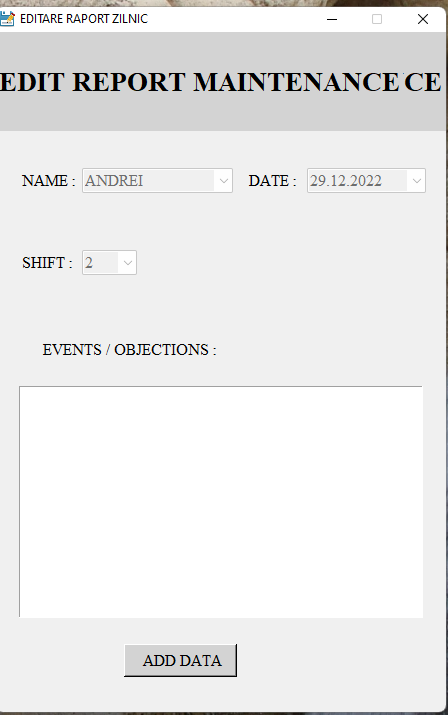 EDITARE RAPORT ZILNIC
EDIT REPORT MAINTENANCE CE
NAME : ANDREI DATE : 29.12.2022
SHIFT : 2
EVENTS / OBJECTIONS :
ADD DATA